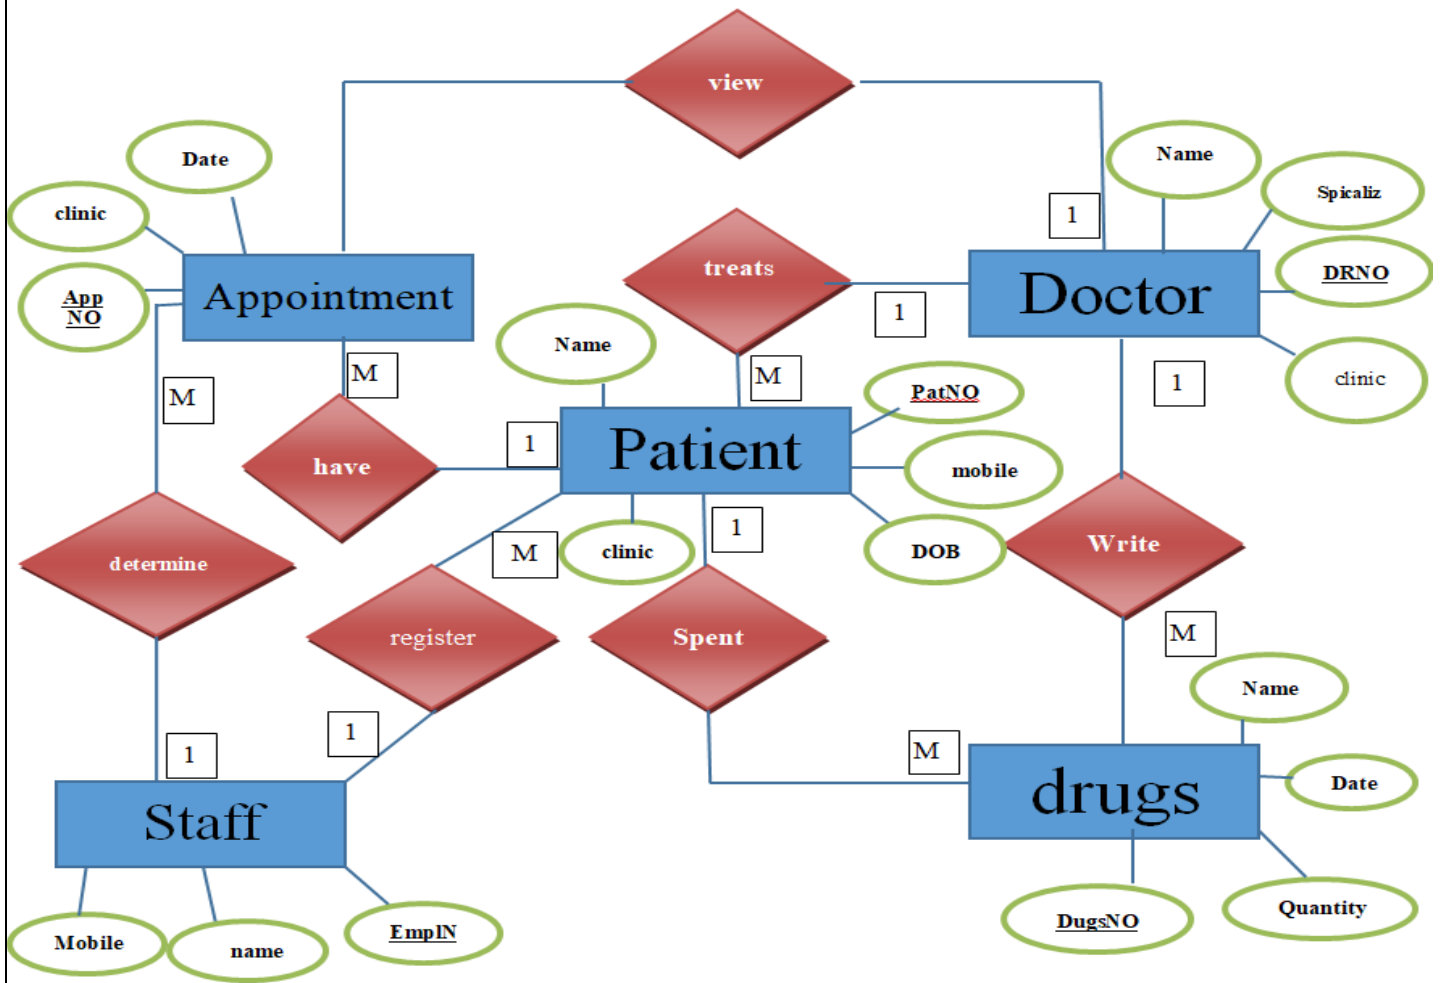 view
Date
Name
clinic
Spicaliz
1
treats
DRNO
App
NO
Appointment
Doctor
1
Name
M
M
M
clinic
1
PatNO
1
Patient
have
mobile
1
M
clinic
DOB
Write
determine
register
Spent
M
Name
1
1
M
Staff
drugs
Date
Mobile
name
EmpIN
DugsNO
Quantity